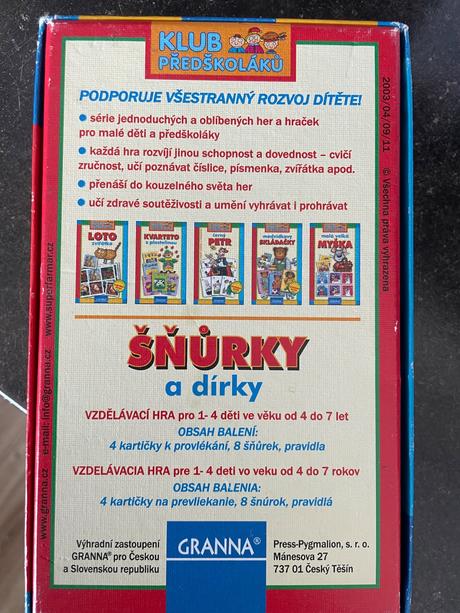 KLUB
PŘEDŠKOLÁKŮ
PODPORUJE VŠESTRANNÝ ROZVOJ DÍTĚTE!
● série jednoduchých a oblíbených her a hraček
pro malé děti a předškoláky
● každá hra rozvíjí jinou schopnost a dovednost – cvičí
zručnost, učí poznávat číslice, písmenka, zvířátka apod.
● přenáší do kouzelného světa her
● učí zdravé soutěživosti a umění vyhrávat i prohrávat
LOTO
zvířátka
KVARTETO
s plastelínou
černý
PETR
medvídkovy
SKLÁDAČKY
malá velká
MYŠKA
ŠŇŮRKY
a dírky
VZDĚLÁVACÍ HRA pro 1- 4 děti ve věku od 4 do 7 let
OBSAH BALENÍ:
4 kartičky k provlékání, 8 šňůrek, pravidla
VZDELÁVACIA HRA pre 1- 4 deti vo veku od 4 do 7 rokov
OBSAH BALENIA:
4 kartičky na prevliekanie, 8 šnúrok, pravidlá
Výhradní zastoupení
GRANNA® pro Českou
a Slovenskou republiku
GRANNA®
Press-Pygmalion, s. r. o.
Mánesova 27
737 01 Český Těšín
www.granna.cz e-mail: info@granna.cz www.superfarmar.cz
2003/04/09/11 © Všechna práva vyhrazena